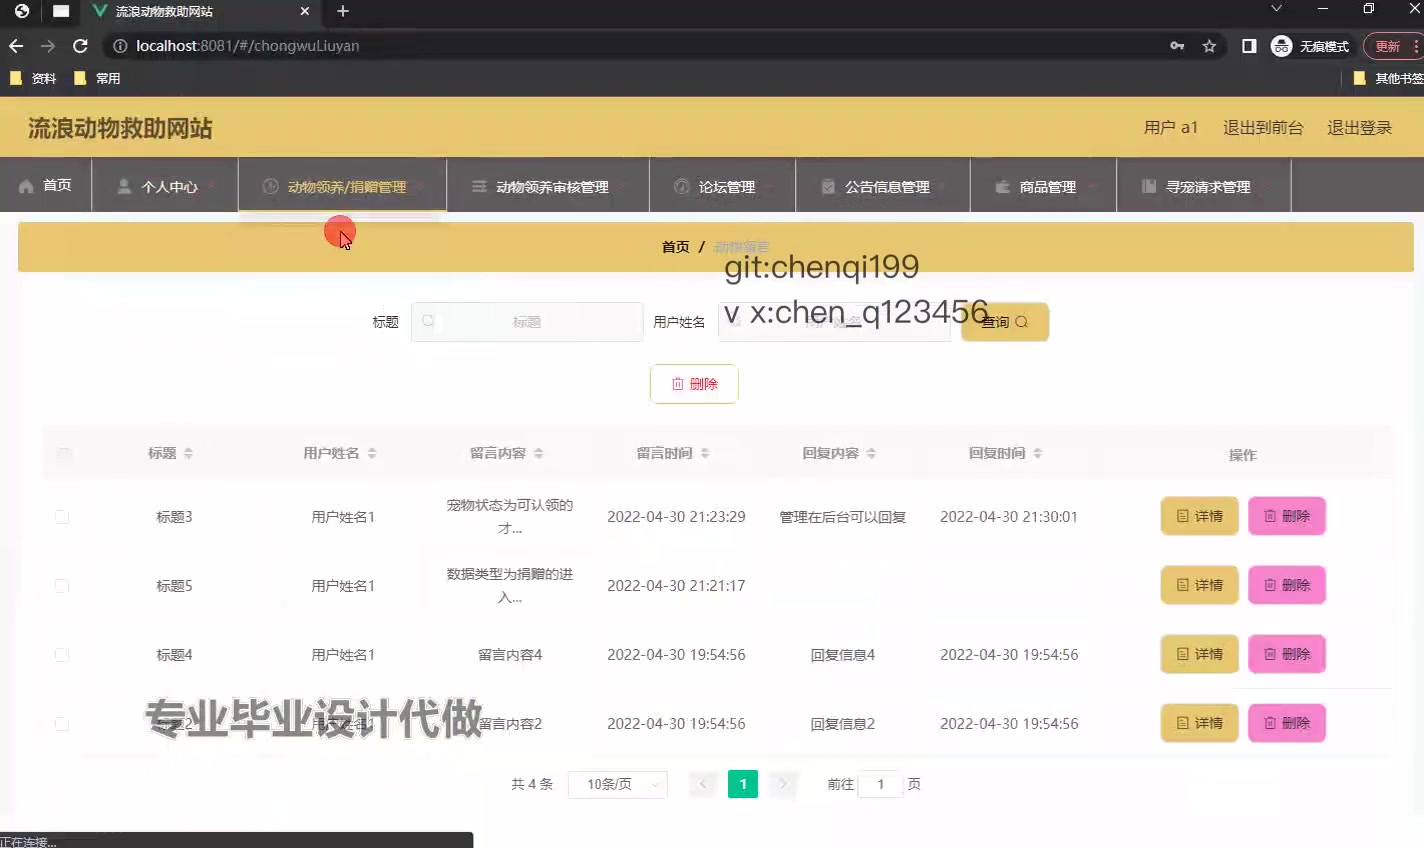 流浪动物救助网站
localhost:8081/#/chongwuLiuyan
无痕模式
更新
资料
常用
其他书签
流浪动物救助网站
用户 a1
退出到前台
退出登录
首页
个人中心
动物领养/捐赠管理
动物领养审核管理
论坛管理
公告信息管理
商品管理
寻宠请求管理
首页 / 动物留言
git:chenqi199
v x:chen_q123456
标题
标题
用户姓名
查询
删除
标题 用户姓名 留言内容 留言时间 回复内容 回复时间 操作
标题3 用户姓名1 宠物状态为可认领的才... 2022-04-30 21:23:29 管理在后台可以回复 2022-04-30 21:30:01 详情 删除
标题5 用户姓名1 数据类型为捐赠的进入... 2022-04-30 21:21:17 详情 删除
标题4 用户姓名1 留言内容4 2022-04-30 19:54:56 回复信息4 2022-04-30 19:54:56 详情 删除
标题2 用户姓名1 留言内容2 2022-04-30 19:54:56 回复信息2 2022-04-30 19:54:56 详情 删除
专业毕业设计代做
共 4 条 10条/页 1 前往 1 页
正在连接...